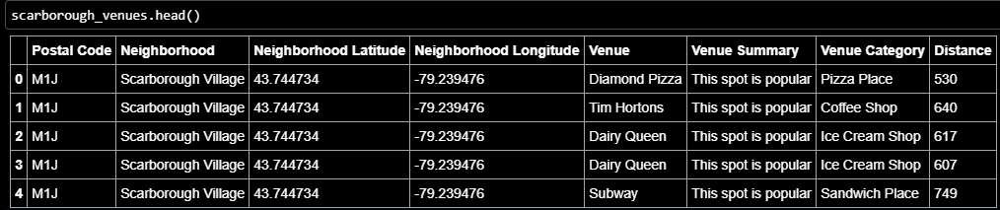 scarborough_venues.head()
Postal Code Neighborhood Neighborhood Latitude Neighborhood Longitude Venue Venue Summary Venue Category Distance
0 M1J Scarborough Village 43.744734 -79.239476 Diamond Pizza This spot is popular Pizza Place 530
1 M1J Scarborough Village 43.744734 -79.239476 Tim Hortons This spot is popular Coffee Shop 640
2 M1J Scarborough Village 43.744734 -79.239476 Dairy Queen This spot is popular Ice Cream Shop 617
3 M1J Scarborough Village 43.744734 -79.239476 Dairy Queen This spot is popular Ice Cream Shop 607
4 M1J Scarborough Village 43.744734 -79.239476 Subway This spot is popular Sandwich Place 749